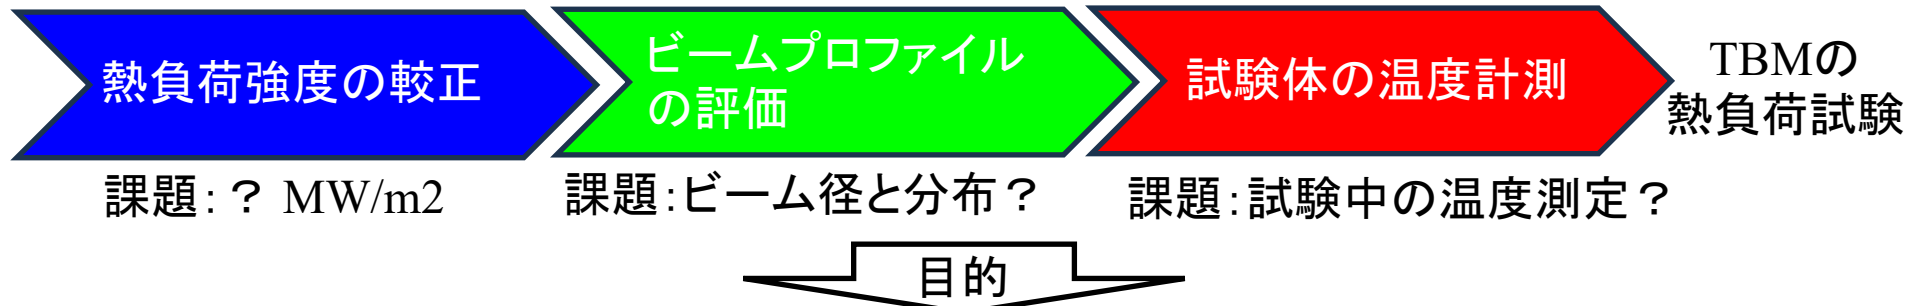 熱負荷強度の較正
ビームプロファイル
の評価
試験体の温度計測
TBMの
熱負荷試験
課題:? MW/m2
課題:ビーム径と分布?
課題:試験中の温度測定?
目的